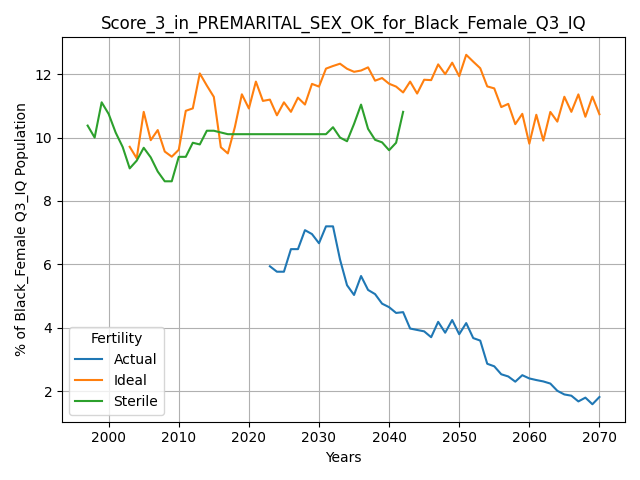 Score_3_in_PREMARITAL_SEX_OK_for_Black_Female_Q3_IQ
% of Black_Female Q3_IQ Population
12
10
8
6
4
2
Fertility
Actual
Ideal
Sterile
2000 2010 2020 2030 2040 2050 2060 2070
Years